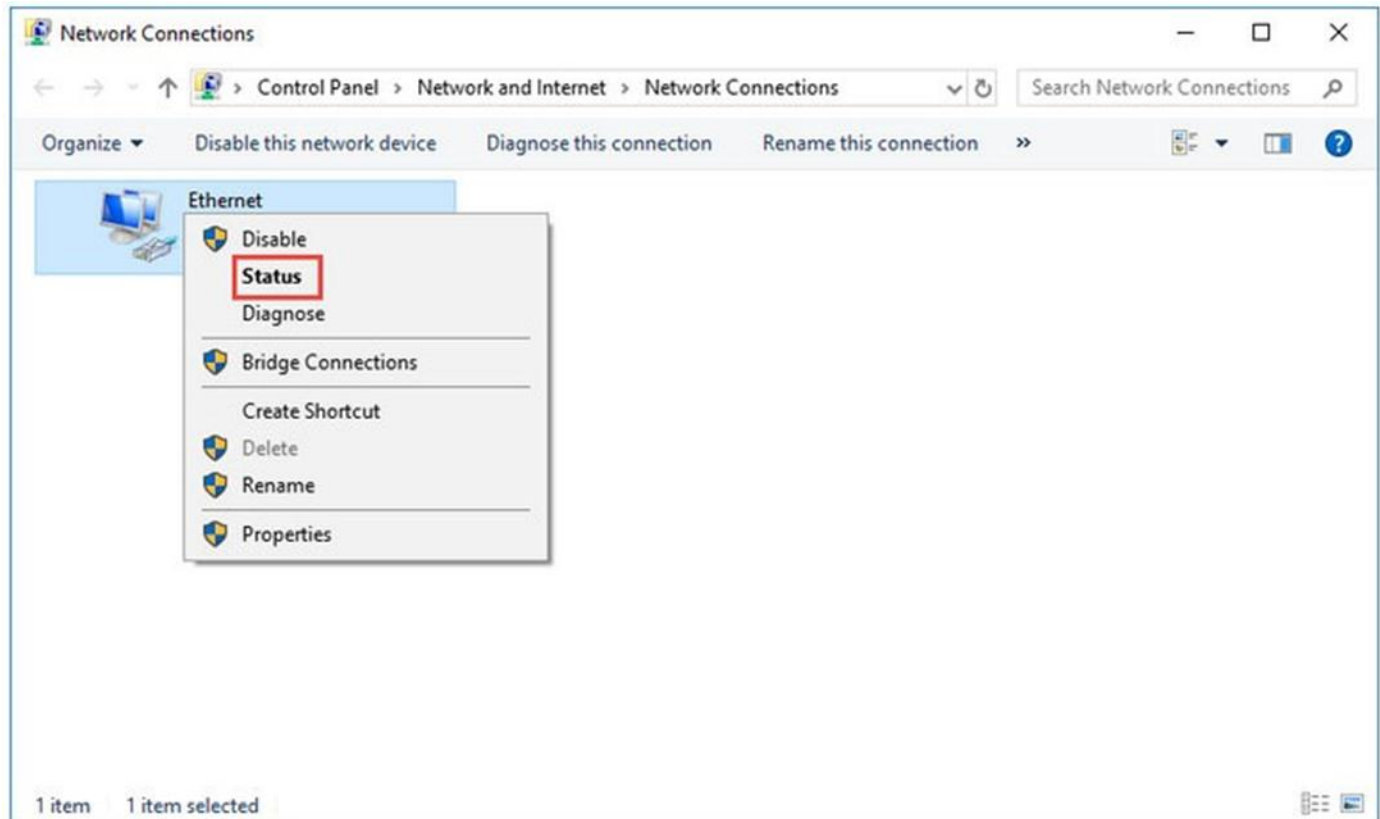 Network Connections
Control Panel > Network and Internet > Network Connections
Search Network Connections
Organize Disable this network device Diagnose this connection Rename this connection »
Ethernet
Disable
Status
Diagnose
Bridge Connections
Create Shortcut
Delete
Rename
Properties
1 item 1 item selected